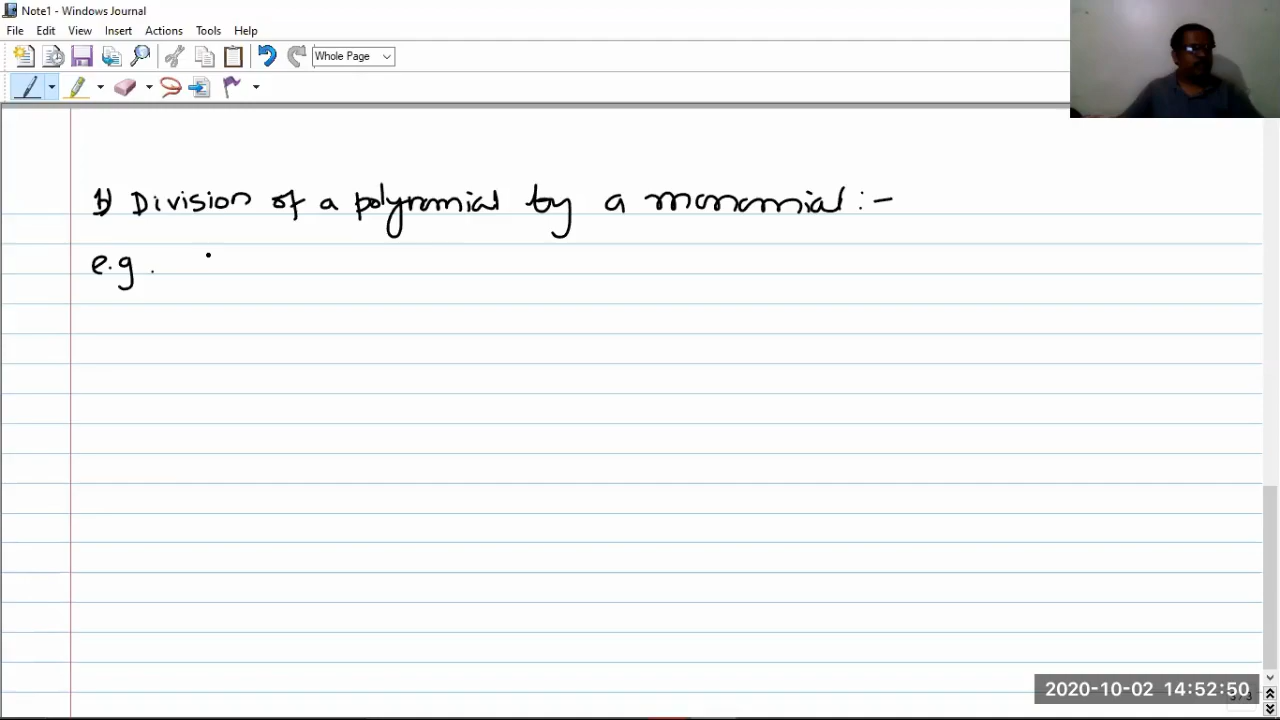 Note1 - Windows Journal
File Edit View Insert Actions Tools Help
Whole Page
1) Division of a polynomial by a monomial :-
e.g.
2020-10-02 14:52:50